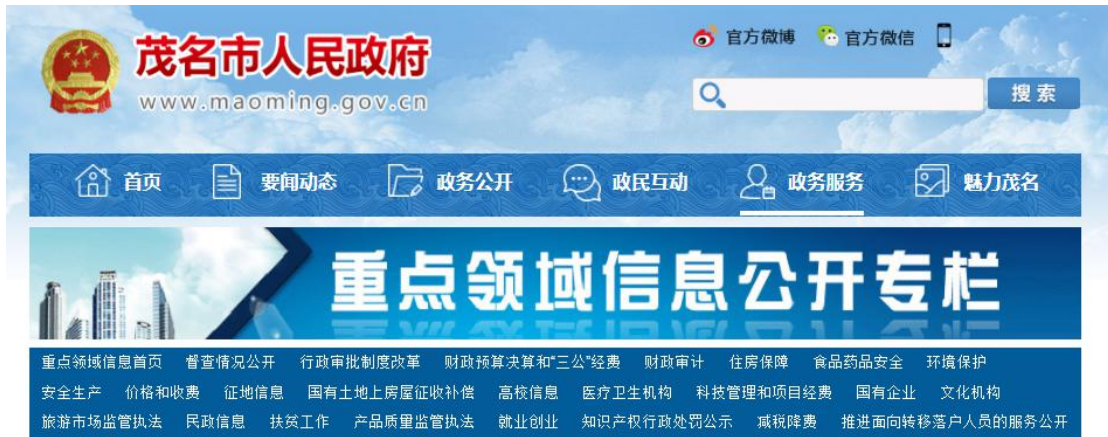 官方微博 官方微信
茂名市人民政府
www.maoming.gov.cn
搜索
首页 要闻动态 政务公开 政民互动 政务服务 魅力茂名
重点领域信息公开专栏
重点领域信息首页 督查情况公开 行政审批制度改革 财政预算决算和“三公”经费 财政审计 住房保障 食品药品安全 环境保护
安全生产 价格和收费 征地信息 国有土地上房屋征收补偿 高校信息 医疗卫生机构 科技管理和项目经费 国有企业 文化机构
旅游市场监管执法 民政信息 扶贫工作 产品质量监管执法 就业创业 知识产权行政处罚公示 减税降费 推进面向转移落户人员的服务公开